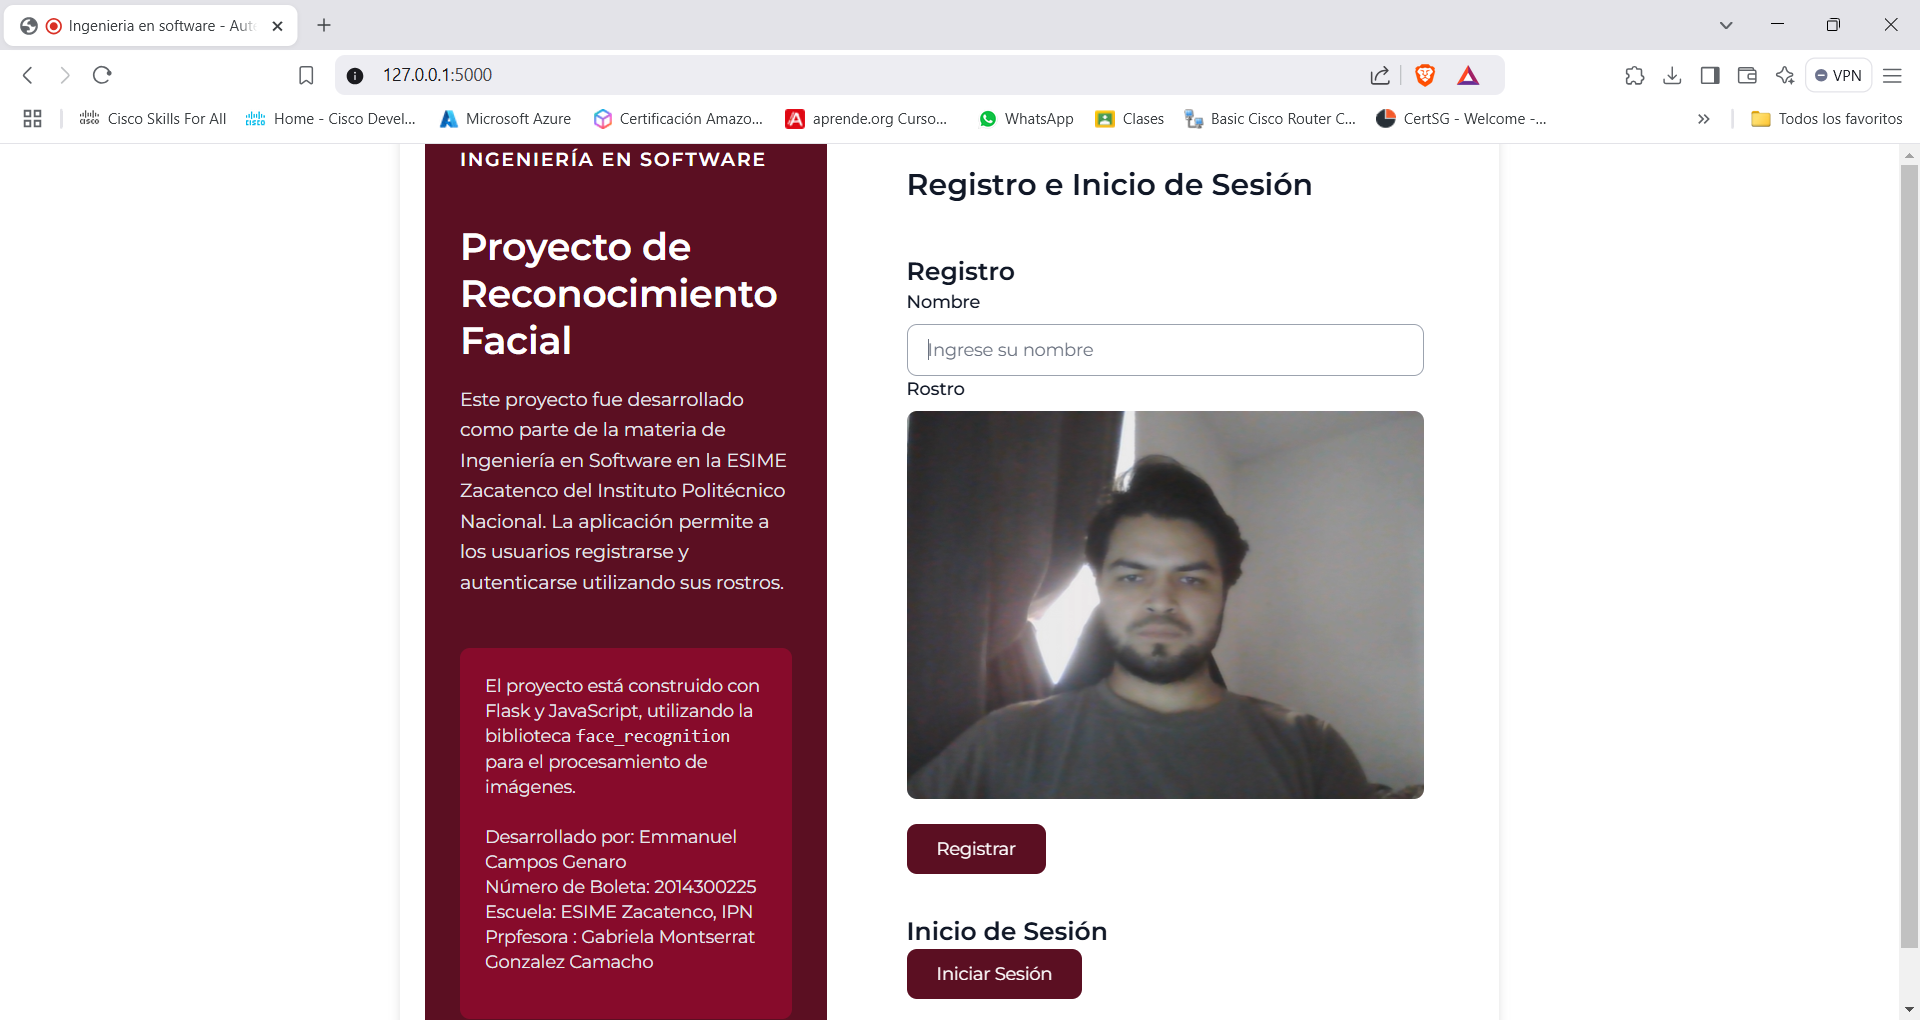 Ingenieria en software - Aut
127.0.0.1:5000
VPN
Cisco Skills For All
Home - Cisco Devel...
Microsoft Azure
Certificación Amazo...
aprende.org Curso...
WhatsApp
Clases
Basic Cisco Router C...
CertSG - Welcome -...
Todos los favoritos
INGENIERÍA EN SOFTWARE
Proyecto de
Reconocimiento
Facial
Este proyecto fue desarrollado
como parte de la materia de
Ingeniería en Software en la ESIME
Zacatenco del Instituto Politécnico
Nacional. La aplicación permite a
los usuarios registrarse y
autenticarse utilizando sus rostros.
El proyecto está construido con
Flask y JavaScript, utilizando la
biblioteca face_recognition
para el procesamiento de
imágenes.
Desarrollado por: Emmanuel
Campos Genaro
Número de Boleta: 2014300225
Escuela: ESIME Zacatenco, IPN
Prpfesora : Gabriela Montserrat
Gonzalez Camacho
Registro e Inicio de Sesión
Registro
Nombre
Ingrese su nombre
Rostro
Registrar
Inicio de Sesión
Iniciar Sesión